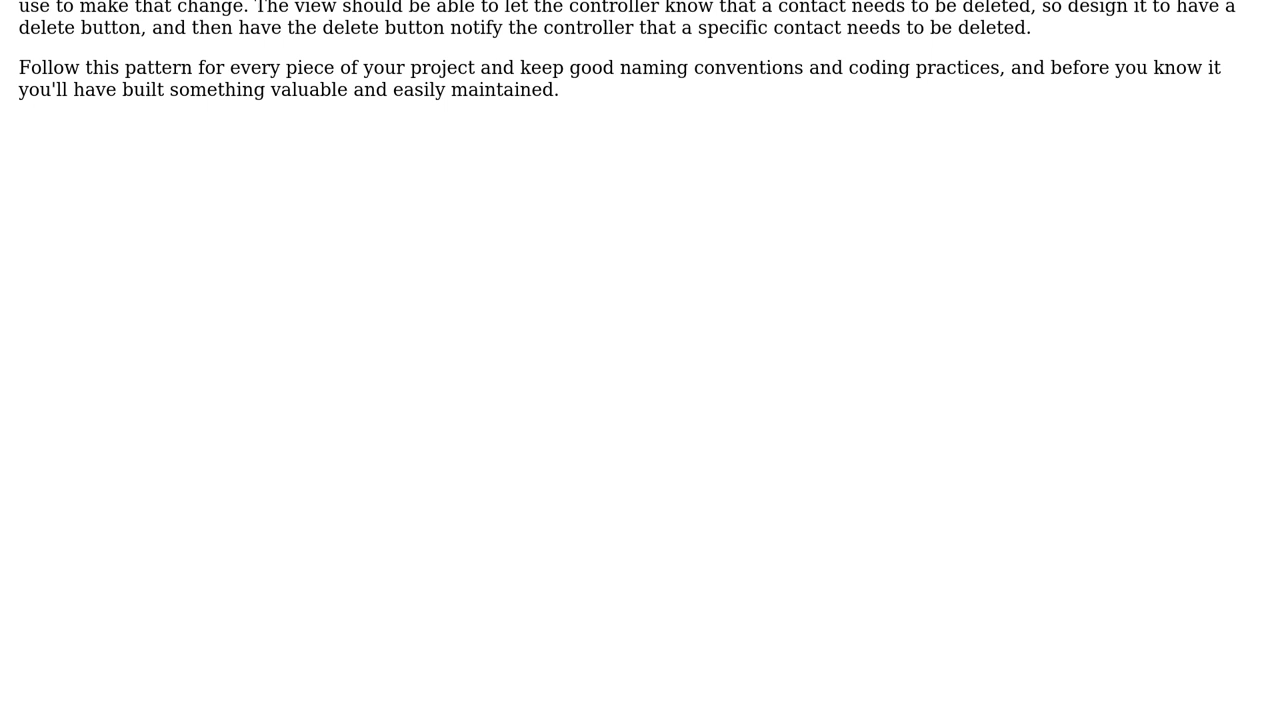 use to make that change. The view should be able to let the controller know that a contact needs to be deleted, so design it to have a
delete button, and then have the delete button notify the controller that a specific contact needs to be deleted.
Follow this pattern for every piece of your project and keep good naming conventions and coding practices, and before you know it
you'll have built something valuable and easily maintained.